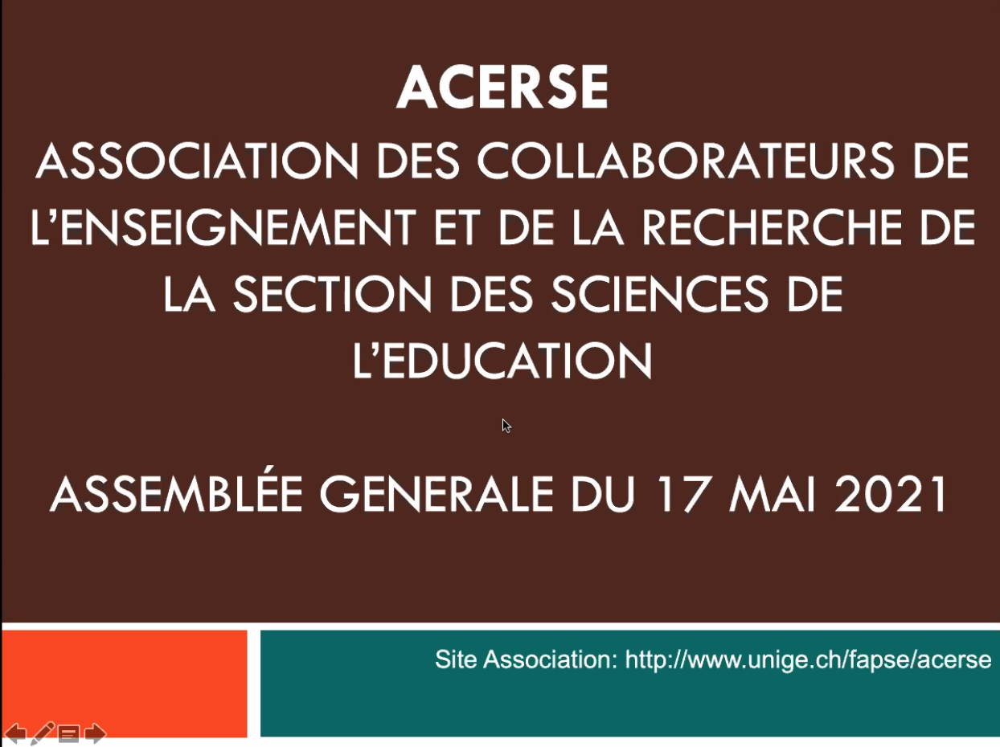 ACERSE
ASSOCIATION DES COLLABORATEURS DE
L’ENSEIGNEMENT ET DE LA RECHERCHE DE
LA SECTION DES SCIENCES DE
L’EDUCATION
ASSEMBLÉE GENERALE DU 17 MAI 2021
Site Association: http://www.unige.ch/fapse/acerse